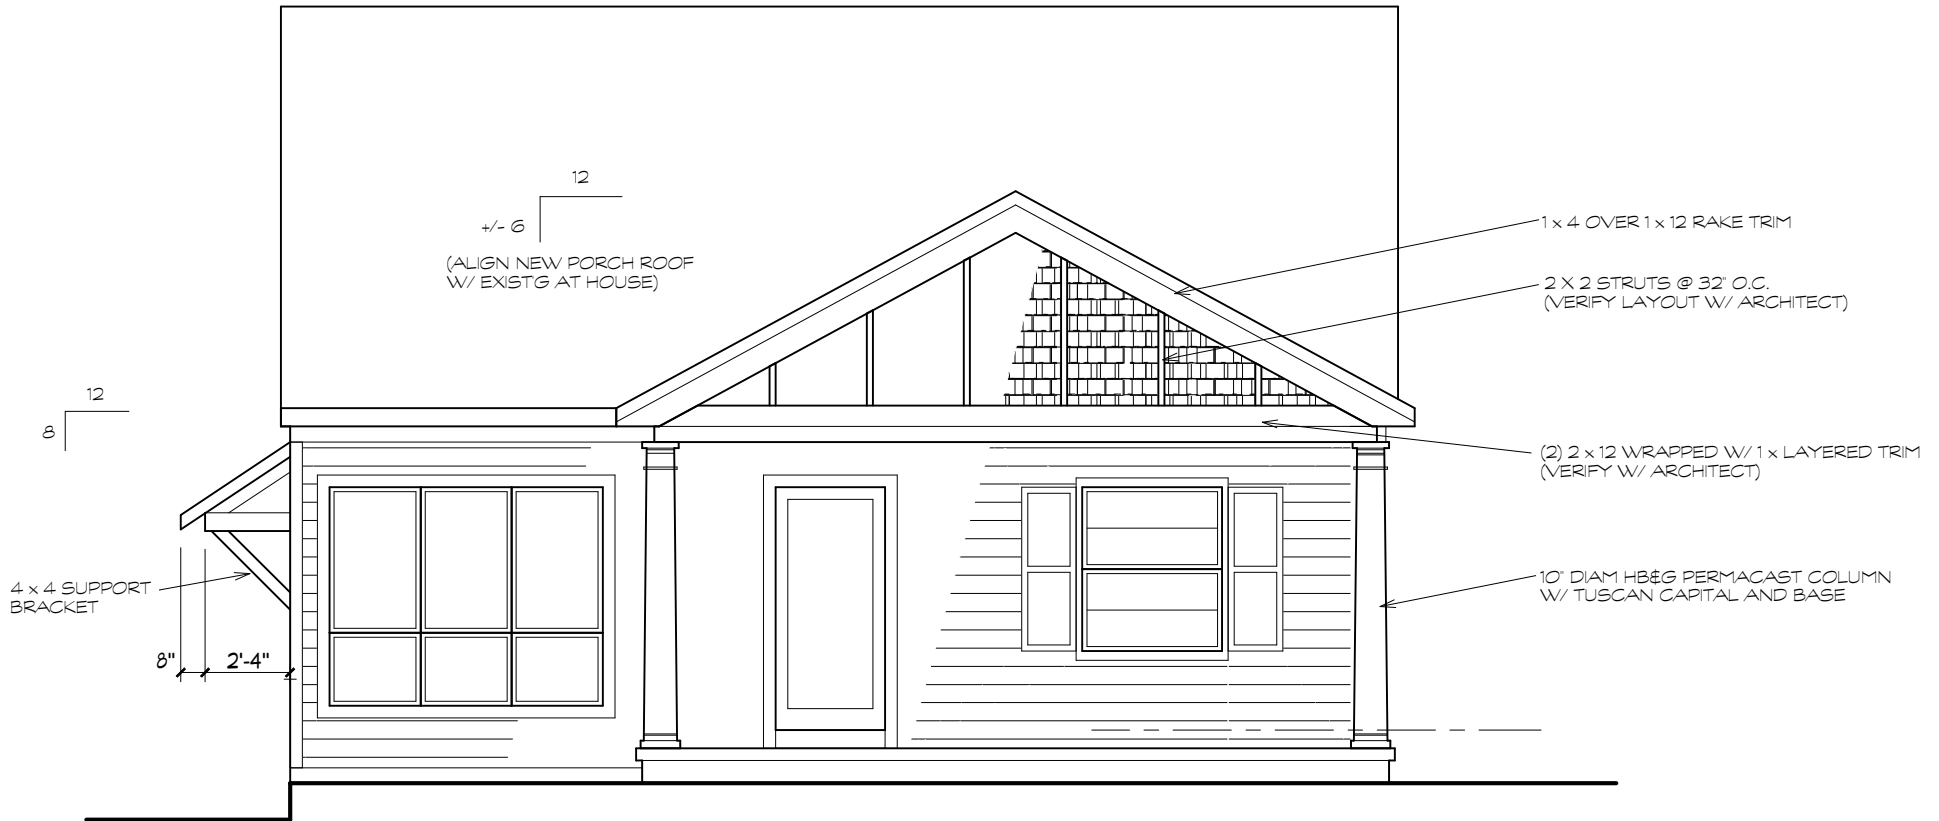 12
+/- 6
(ALIGN NEW PORCH ROOF
W/ EXIST'G AT HOUSE)
1 x 4 OVER 1 x 12 RAKE TRIM
2 X 2 STRUTS @ 32" O.C.
(VERIFY LAYOUT W/ ARCHITECT)
12
8
(2) 2 x 12 WRAPPED W/ 1 x LAYERED TRIM
(VERIFY W/ ARCHITECT)
4 x 4 SUPPORT
BRACKET
10" DIAM HB&G PERMACAST COLUMN
W/ TUSCAN CAPITAL AND BASE
8"
2'-4"